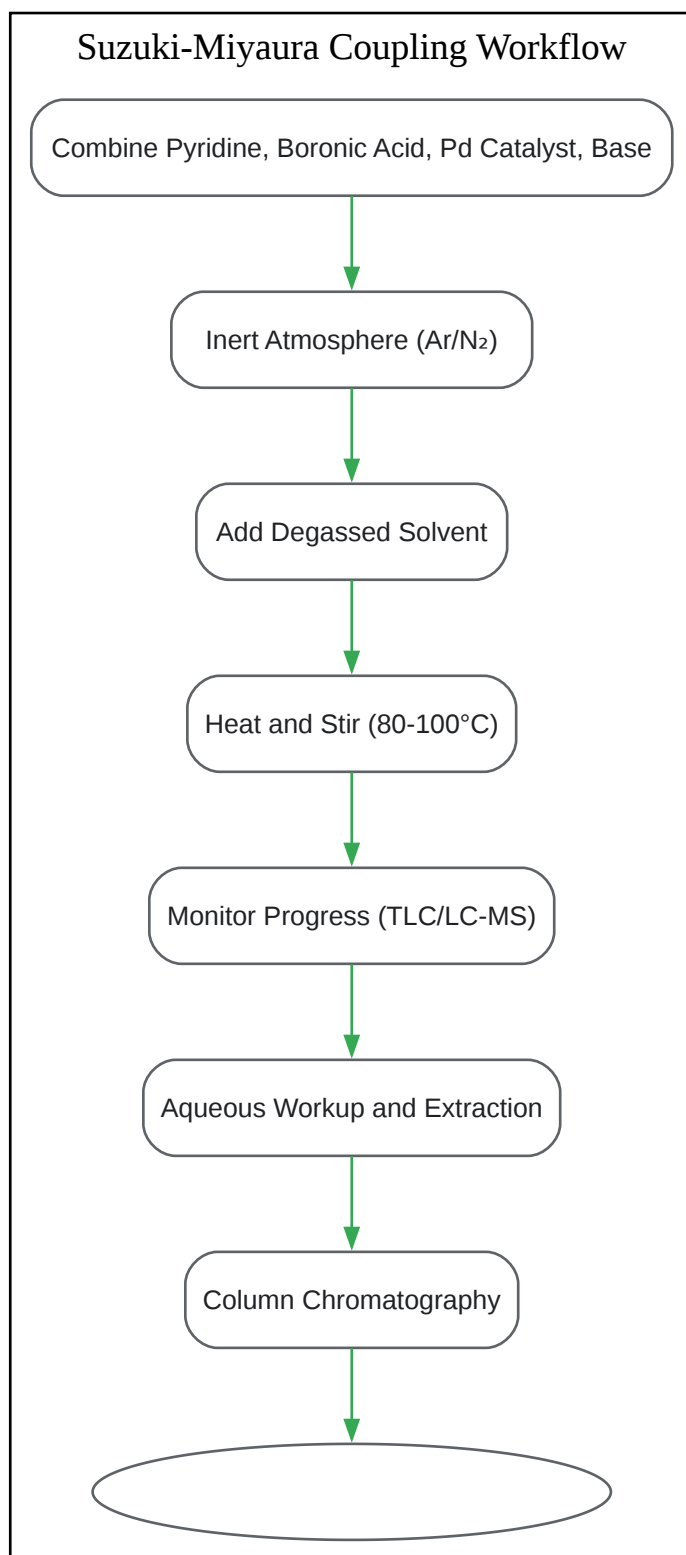 Suzuki-Miyaura Coupling Workflow
Combine Pyridine, Boronic Acid, Pd Catalyst, Base
Inert Atmosphere (Ar/N₂)
Add Degassed Solvent
Heat and Stir (80-100°C)
Monitor Progress (TLC/LC-MS)
Aqueous Workup and Extraction
Column Chromatography